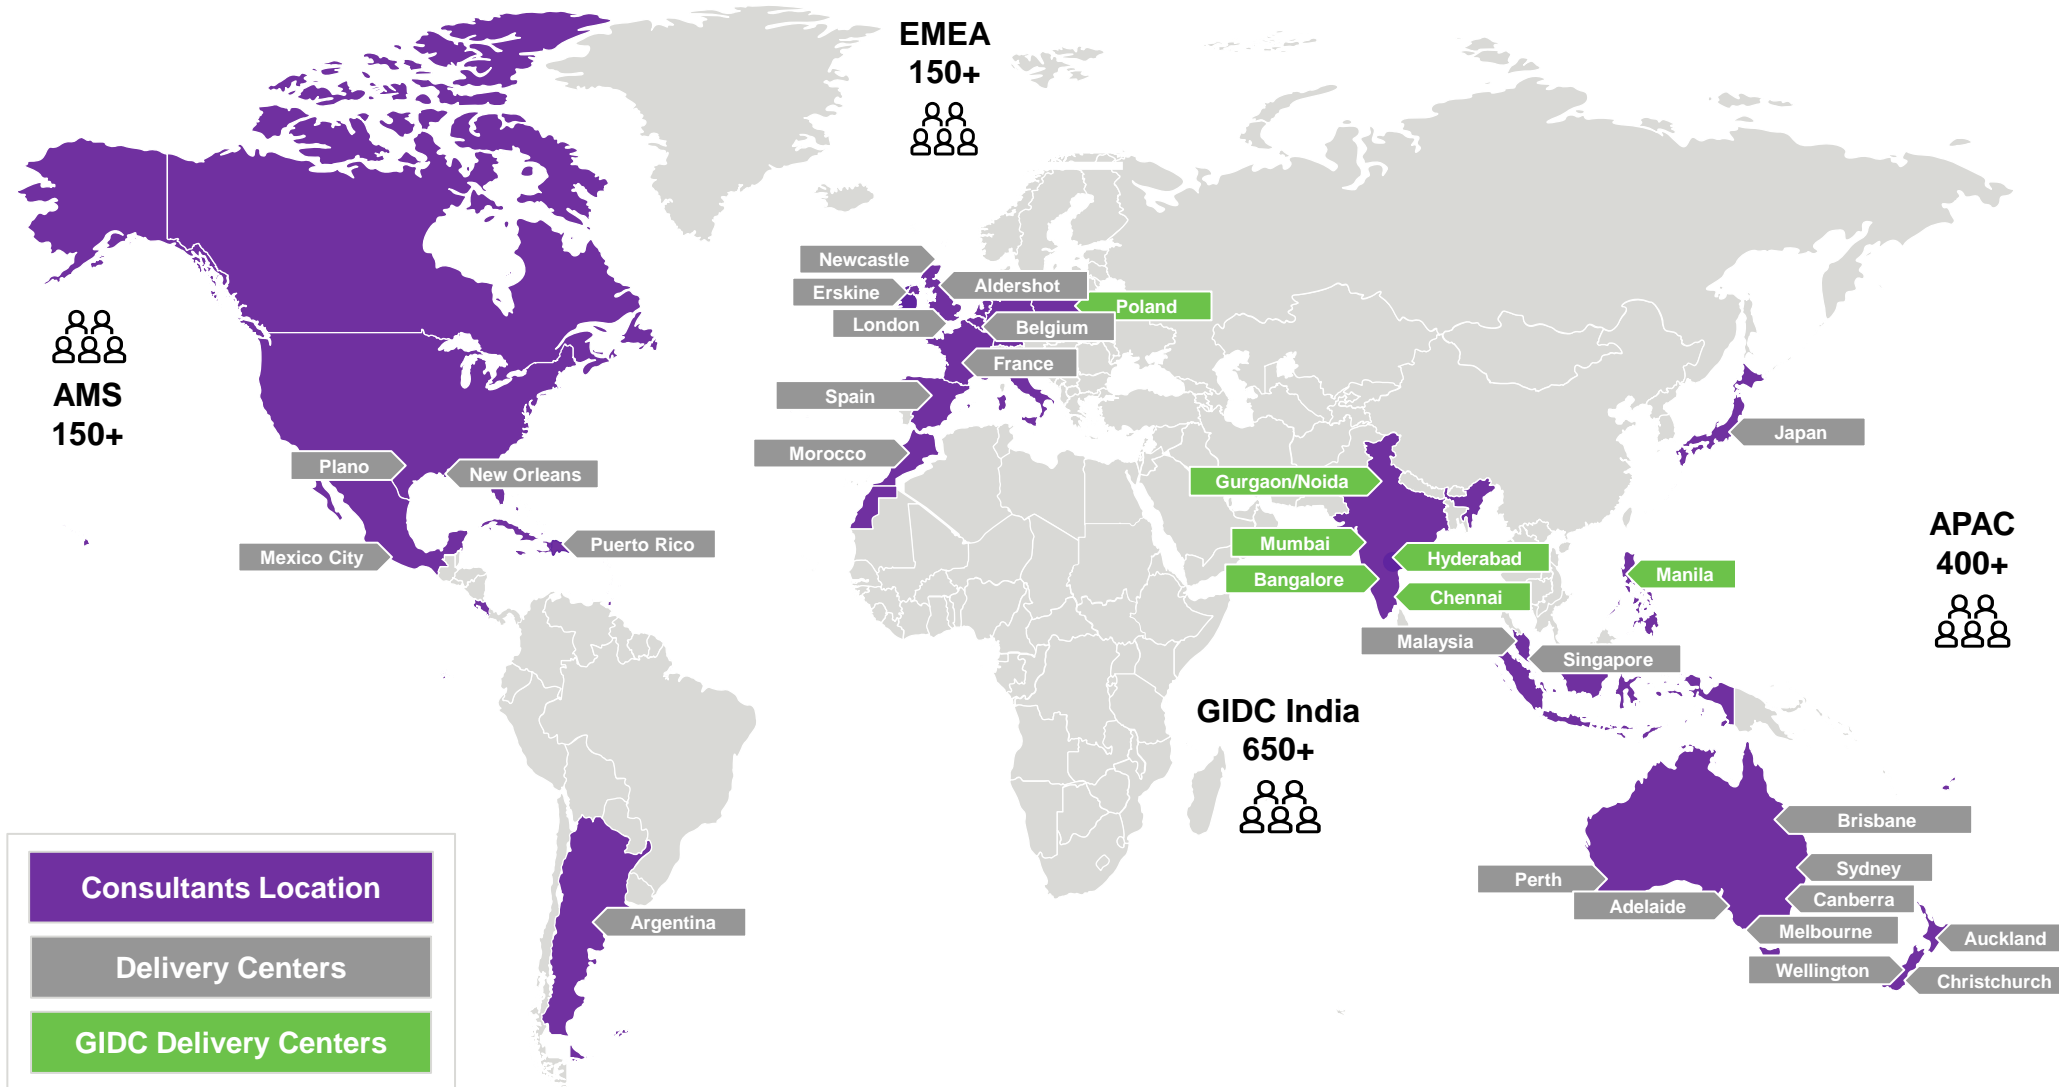 EMEA
150+
AMS
150+
Newcastle
Erskine
Aldershot
London
Poland
Belgium
France
Spain
Morocco
Plano
New Orleans
Mexico City
Puerto Rico
Japan
Gurgaon/Noida
Mumbai
Hyderabad
Bangalore
Chennai
Manila
APAC
400+
Malaysia
Singapore
GIDC India
650+
Brisbane
Sydney
Perth
Canberra
Adelaide
Melbourne
Auckland
Wellington
Christchurch
Argentina
Consultants Location
Delivery Centers
GIDC Delivery Centers